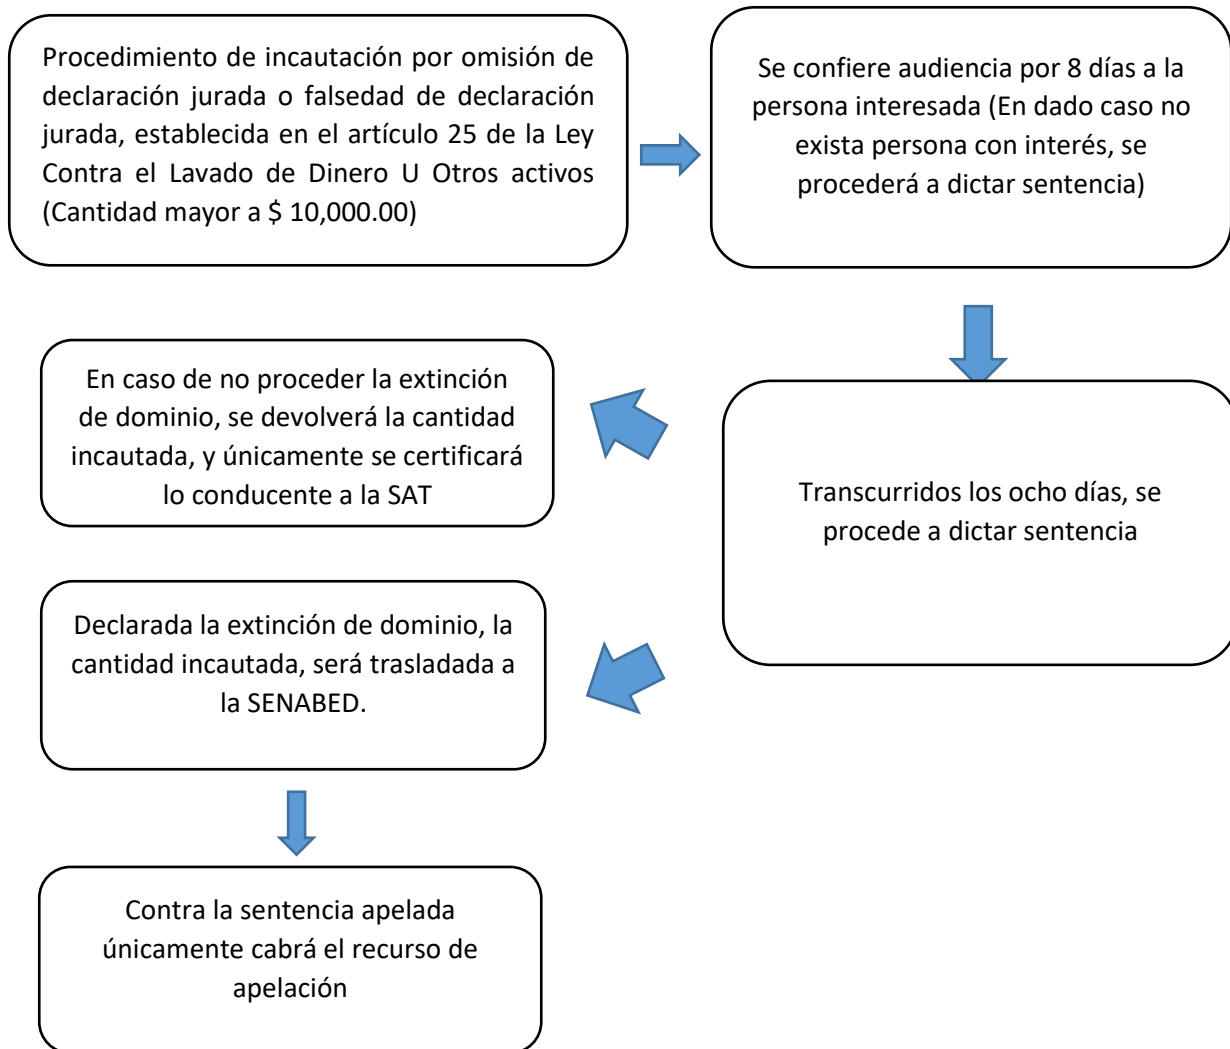 Procedimiento de incautación por omisión de
declaración jurada o falsedad de declaración
jurada, establecida en el artículo 25 de la Ley
Contra el Lavado de Dinero U Otros activos
(Cantidad mayor a $ 10,000.00)
Se confiere audiencia por 8 días a la
persona interesada (En dado caso no
exista persona con interés, se
procederá a dictar sentencia)
Transcurridos los ocho días, se
procede a dictar sentencia
En caso de no proceder la extinción
de dominio, se devolverá la cantidad
incautada, y únicamente se certificará
lo conducente a la SAT
Declarada la extinción de dominio, la
cantidad incautada, será trasladada a
la SENABED.
Contra la sentencia apelada
únicamente cabrá el recurso de
apelación